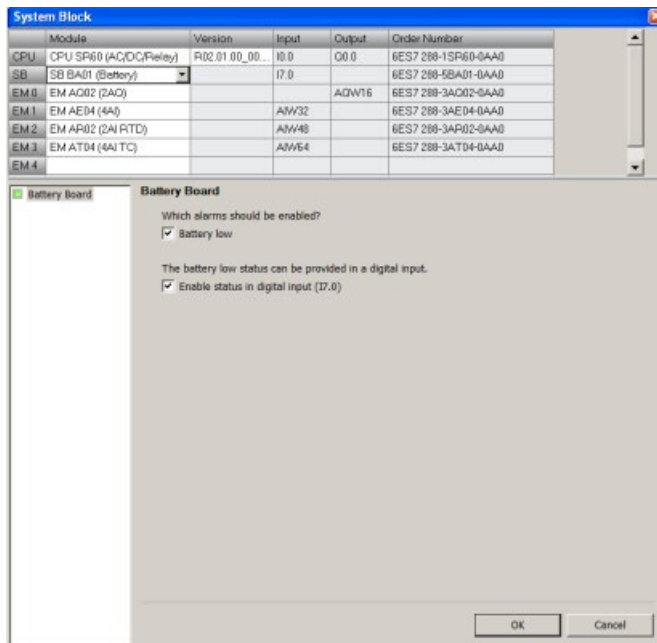 System Block
Module Version Input Output Order Number
CPU CPU SR60 (AC/DC/Relay) R02.01.00_00... I0.0 Q0.0 6ES7 288-1SR60-0AA0
SB SB BA01 (Battery) I7.0 6ES7 288-5BA01-0AA0
EM 0 EM AQ02 (2AQ) AQW16 6ES7 288-3AQ02-0AA0
EM 1 EM AE04 (4AI) AIW32 6ES7 288-3AE04-0AA0
EM 2 EM AR02 (2AI RTD) AIW48 6ES7 288-3AR02-0AA0
EM 3 EM AT04 (4AI TC) AIW64 6ES7 288-3AT04-0AA0
EM 4
Battery Board
Battery Board
Which alarms should be enabled?
Battery low
The battery low status can be provided in a digital input.
Enable status in digital input (I7.0)
OK Cancel